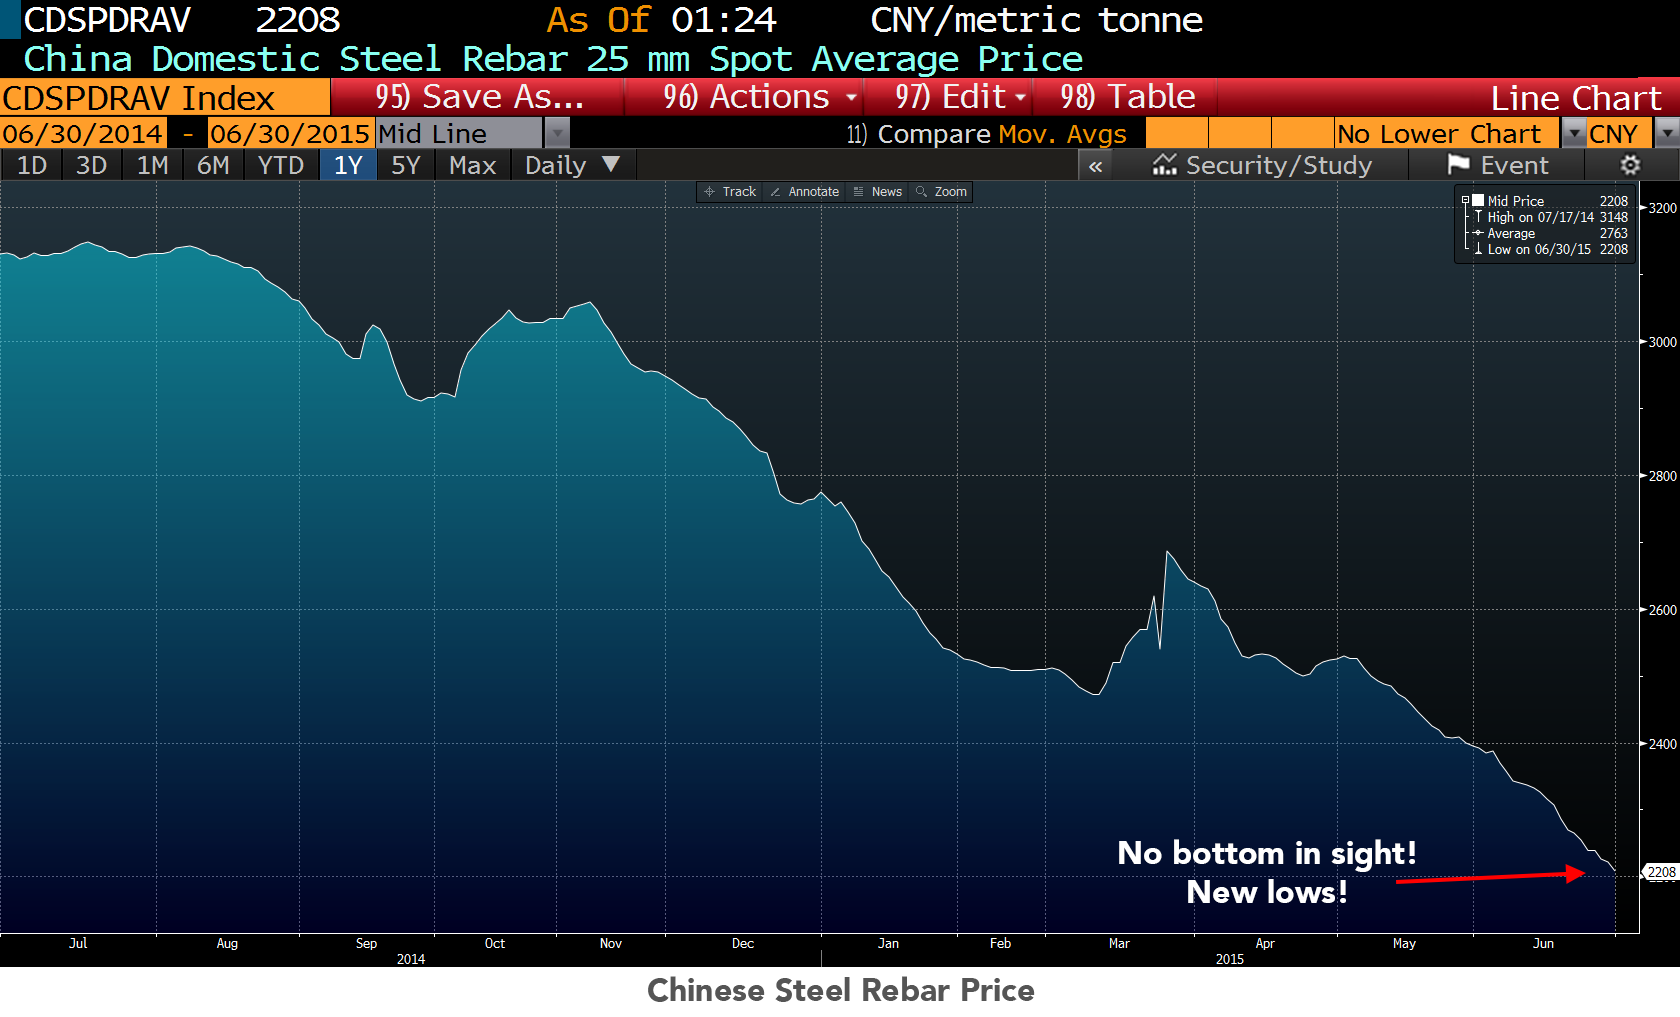 CDSPDRAV 2208 As Of 01:24 CNY/metric tonne
China Domestic Steel Rebar 25 mm Spot Average Price
CDSPDRAV Index 95) Save As... 96) Actions 97) Edit 98) Table Line Chart
06/30/2014 - 06/30/2015 Mid Line 11) Compare Mov. Avgs No Lower Chart CNY
1D 3D 1M 6M YTD 1Y 5Y Max Daily ▼ « Security/Study Event
Track Annotate News Zoom
Mid Price 2208
High on 07/17/14 3148
Average 2763
Low on 06/30/15 2208
3200
3000
2800
2600
2400
No bottom in sight!
New lows!
2208
Jul Aug Sep Oct Nov Dec Jan Feb Mar Apr May Jun
2014 2015
Chinese Steel Rebar Price